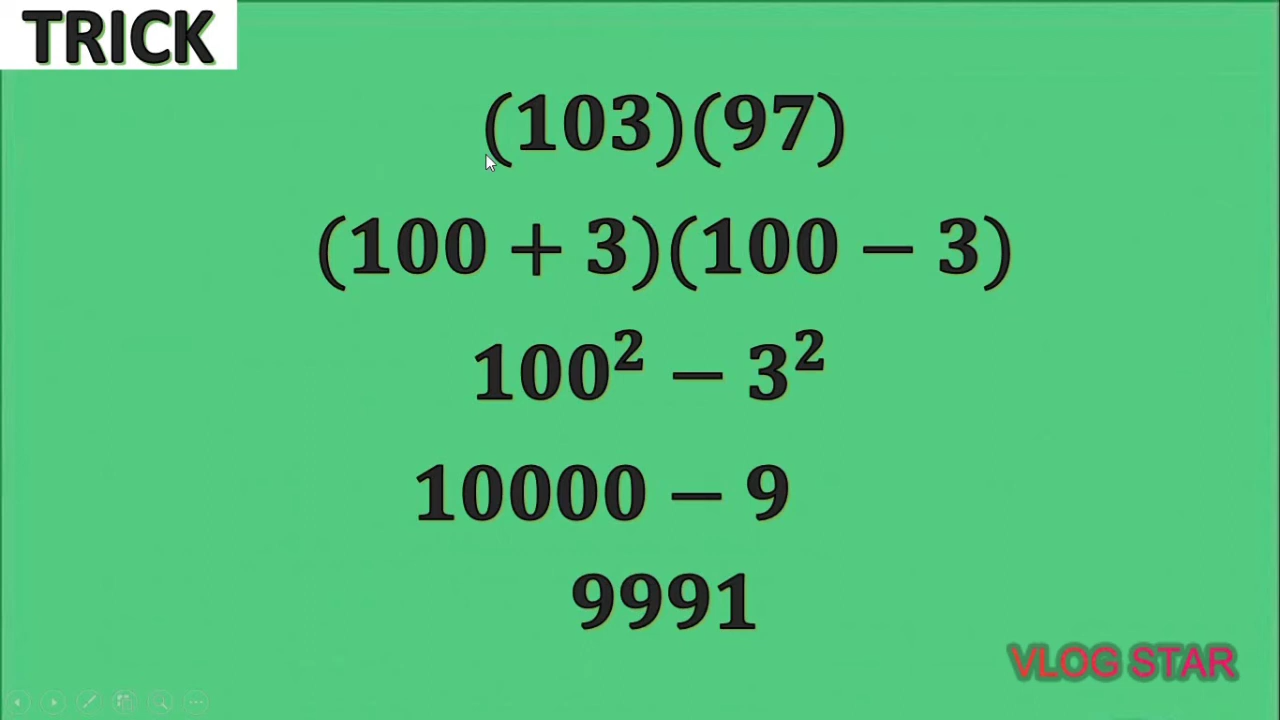 TRICK
(103)(97)
(100 + 3)(100 − 3)
100² − 3²
10000 − 9
9991
VLOG STAR